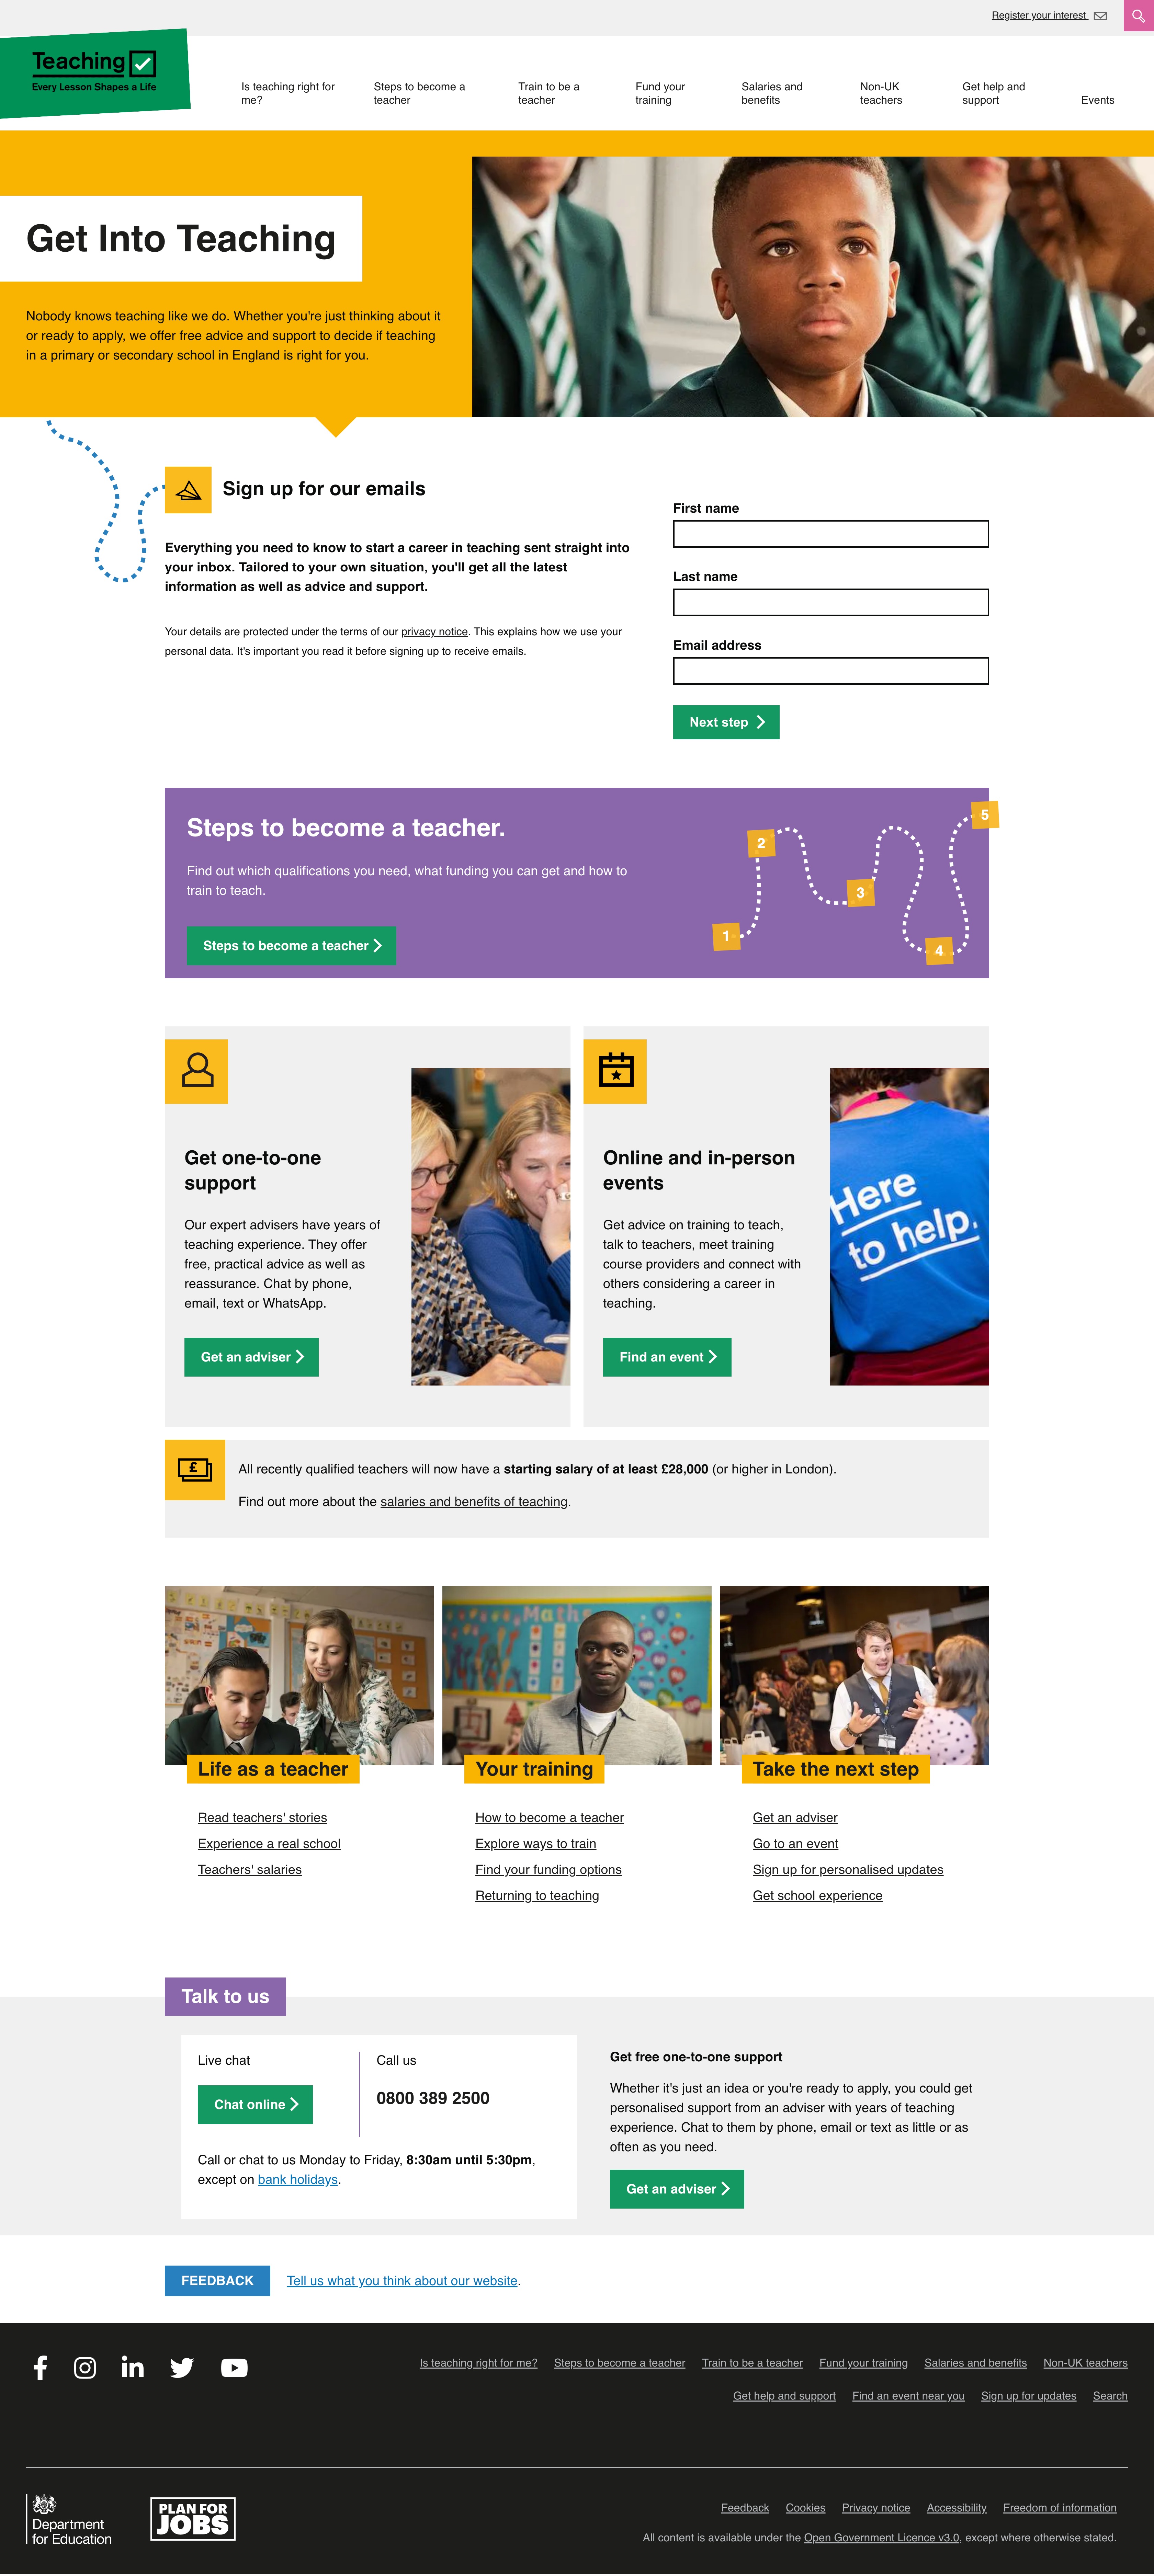 Register your interest
Teaching
Every Lesson Shapes a Life
Is teaching right for
me?
Steps to become a
teacher
Train to be a
teacher
Fund your
training
Salaries and
benefits
Non-UK
teachers
Get help and
support
Events
Get Into Teaching
Nobody knows teaching like we do. Whether you're just thinking about it
or ready to apply, we offer free advice and support to decide if teaching
in a primary or secondary school in England is right for you.
Sign up for our emails
Everything you need to know to start a career in teaching sent straight into
your inbox. Tailored to your own situation, you'll get all the latest
information as well as advice and support.
Your details are protected under the terms of our privacy notice. This explains how we use your
personal data. It's important you read it before signing up to receive emails.
First name
Last name
Email address
Next step
Steps to become a teacher.
Find out which qualifications you need, what funding you can get and how to
train to teach.
Steps to become a teacher
1
2
3
4
5
Get one-to-one
support
Our expert advisers have years of
teaching experience. They offer
free, practical advice as well as
reassurance. Chat by phone,
email, text or WhatsApp.
Get an adviser
Online and in-person
events
Get advice on training to teach,
talk to teachers, meet training
course providers and connect with
others considering a career in
teaching.
Find an event
Here
to help.
£
All recently qualified teachers will now have a starting salary of at least £28,000 (or higher in London).
Find out more about the salaries and benefits of teaching.
Maths
Life as a teacher
Read teachers' stories
Experience a real school
Teachers' salaries
Your training
How to become a teacher
Explore ways to train
Find your funding options
Returning to teaching
Take the next step
Get an adviser
Go to an event
Sign up for personalised updates
Get school experience
Talk to us
Live chat
Chat online
Call us
0800 389 2500
Call or chat to us Monday to Friday, 8:30am until 5:30pm,
except on bank holidays.
Get free one-to-one support
Whether it's just an idea or you're ready to apply, you could get
personalised support from an adviser with years of teaching
experience. Chat to them by phone, email or text as little or as
often as you need.
Get an adviser
FEEDBACK
Tell us what you think about our website.
Is teaching right for me? Steps to become a teacher Train to be a teacher Fund your training Salaries and benefits Non-UK teachers
Get help and support Find an event near you Sign up for updates Search
Department
for Education
PLAN FOR
JOBS
Feedback Cookies Privacy notice Accessibility Freedom of information
All content is available under the Open Government Licence v3.0, except where otherwise stated.